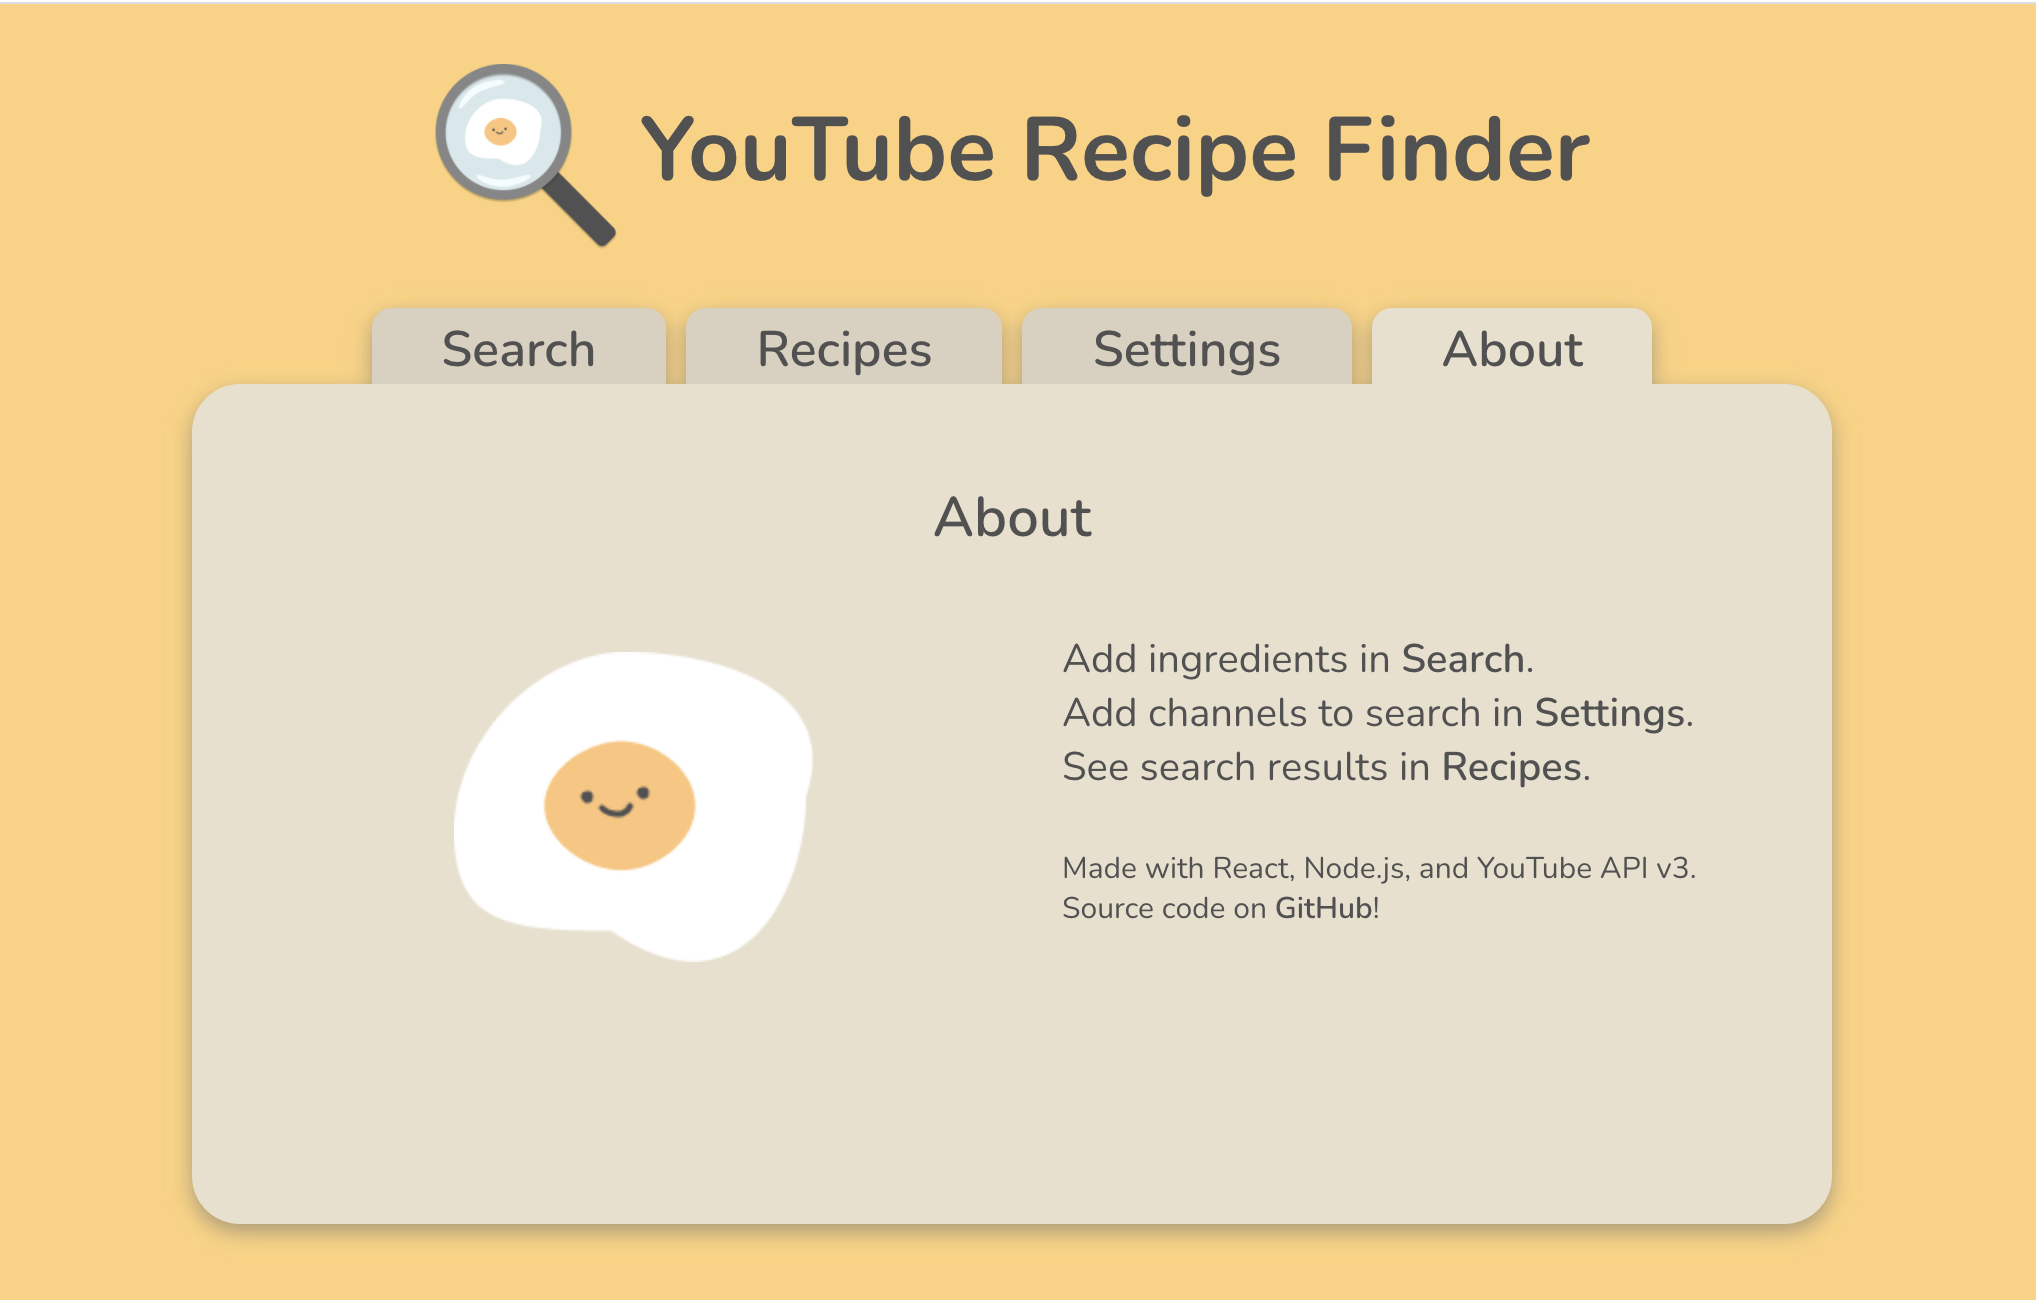 YouTube Recipe Finder
Search
Recipes
Settings
About
About
Add ingredients in Search.
Add channels to search in Settings.
See search results in Recipes.
Made with React, Node.js, and YouTube API v3.
Source code on GitHub!